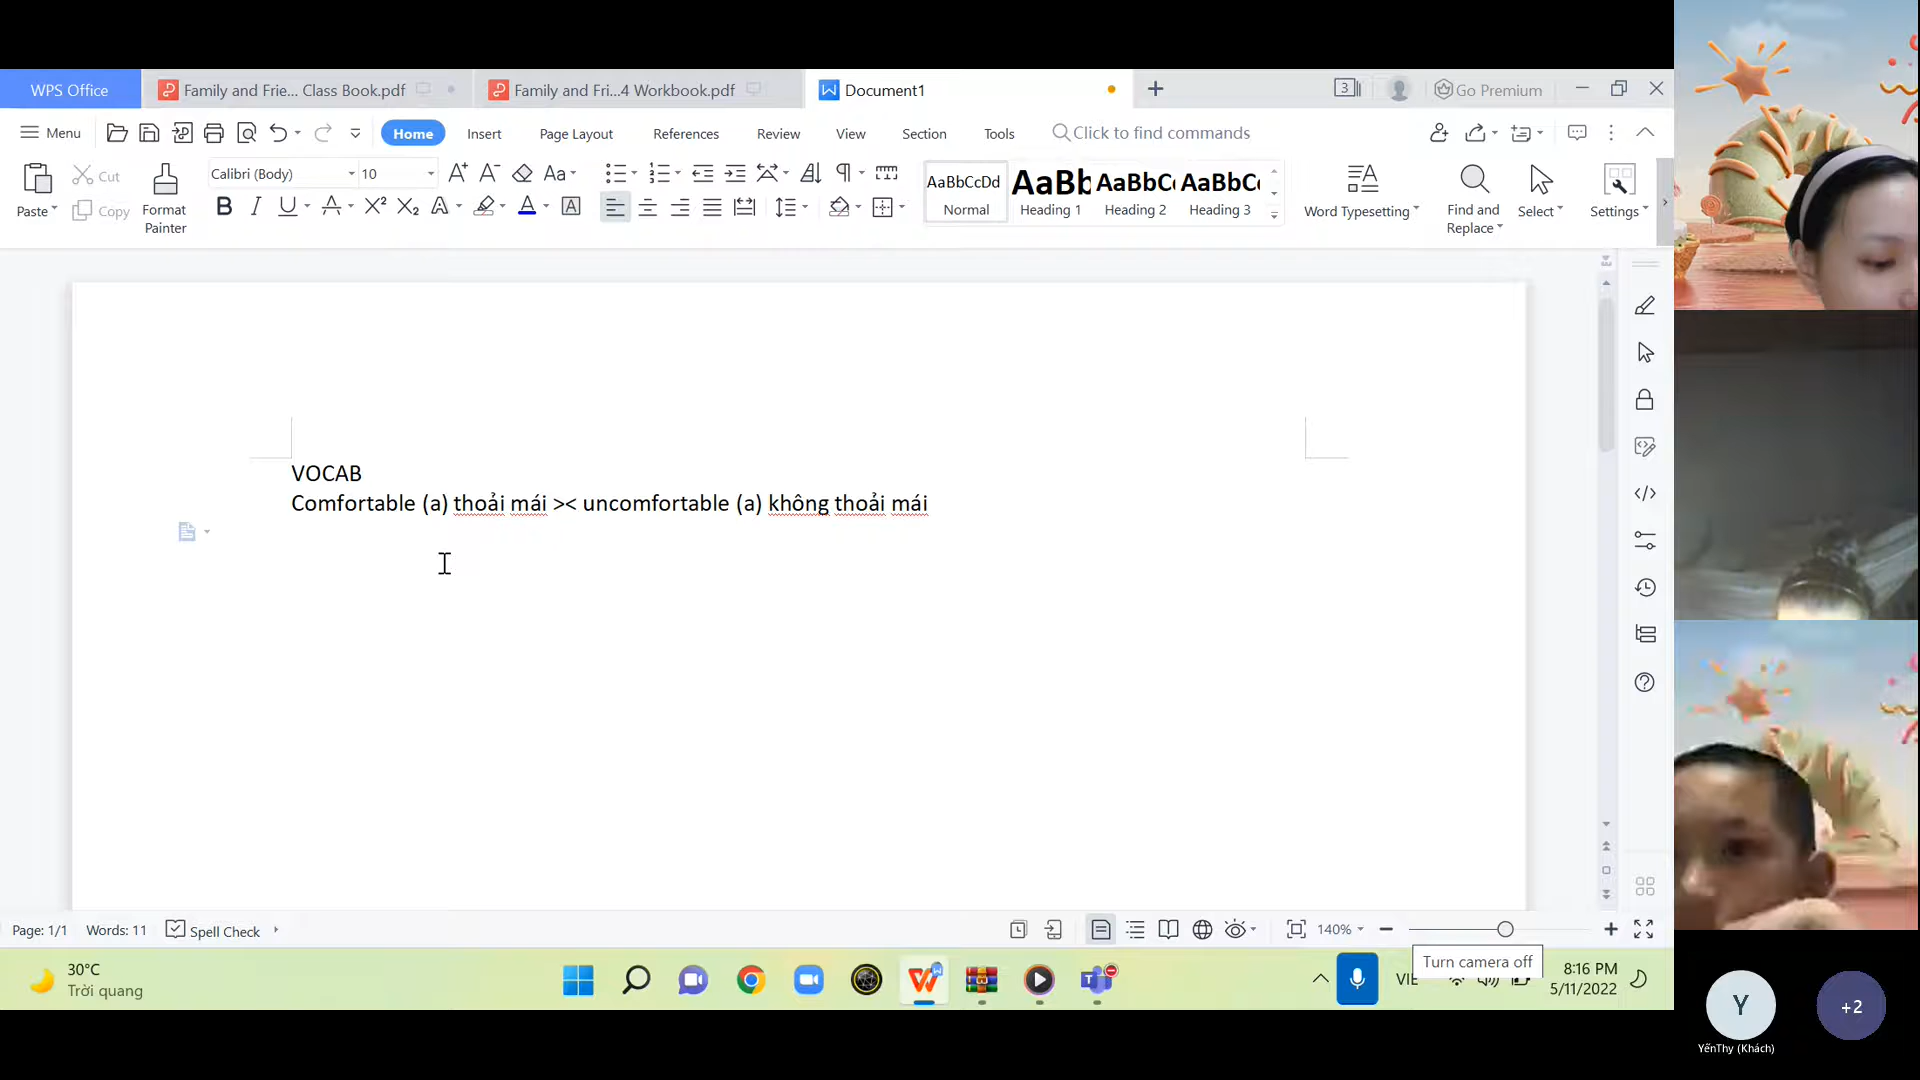 WPS Office
Family and Frie... Class Book.pdf
Family and Fri...4 Workbook.pdf
Document1
3
Go Premium
Menu
Home
Insert
Page Layout
References
Review
View
Section
Tools
Click to find commands
Paste
Cut
Copy
Format Painter
Calibri (Body)
10
AaBbCcDd
Normal
AaBb
Heading 1
AaBbC
Heading 2
AaBbC
Heading 3
Word Typesetting
Find and Replace
Select
Settings
VOCAB
Comfortable (a) thoải mái >< uncomfortable (a) không thoải mái
Page: 1/1
Words: 11
Spell Check
140%
Turn camera off
30°C
Trời quang
VIE
8:16 PM
5/11/2022
Y
+2
YếnThy (Khách)